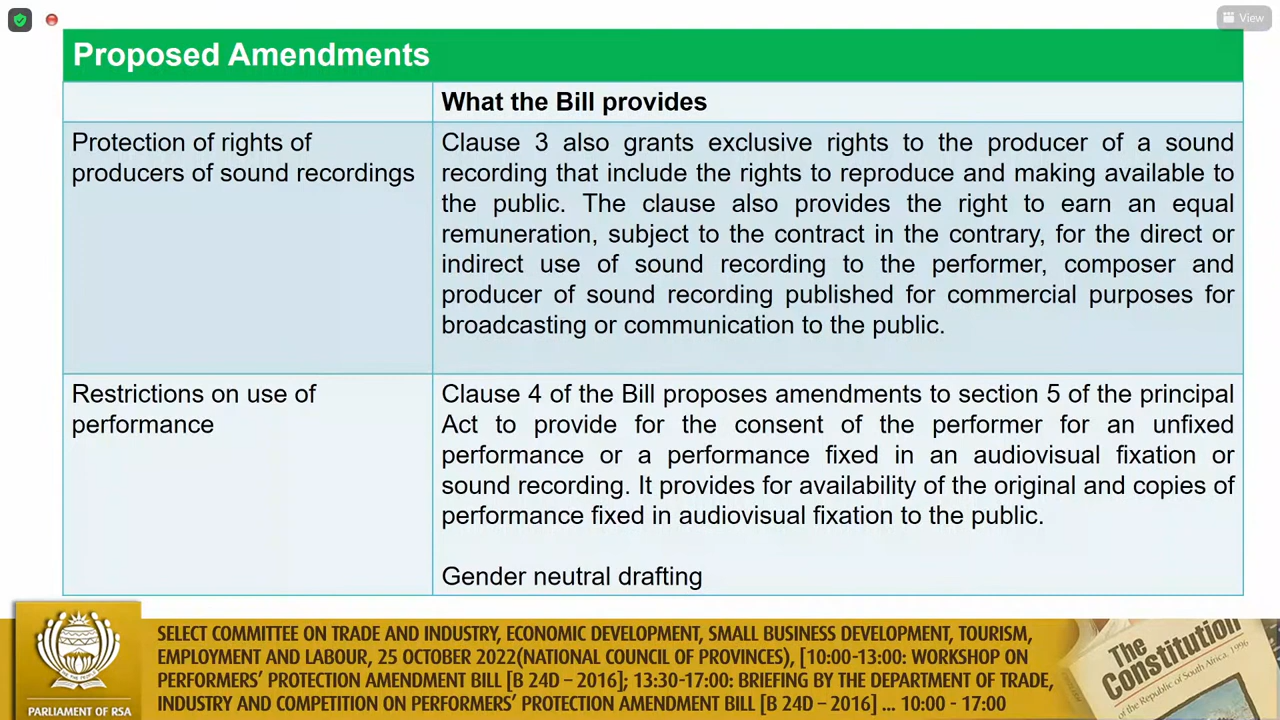 View
Proposed Amendments
What the Bill provides
Protection of rights of
producers of sound recordings
Clause 3 also grants exclusive rights to the producer of a sound
recording that include the rights to reproduce and making available to
the public. The clause also provides the right to earn an equal
remuneration, subject to the contract in the contrary, for the direct or
indirect use of sound recording to the performer, composer and
producer of sound recording published for commercial purposes for
broadcasting or communication to the public.
Restrictions on use of
performance
Clause 4 of the Bill proposes amendments to section 5 of the principal
Act to provide for the consent of the performer for an unfixed
performance or a performance fixed in an audiovisual fixation or
sound recording. It provides for availability of the original and copies of
performance fixed in audiovisual fixation to the public.
Gender neutral drafting
PARLIAMENT OF RSA
SELECT COMMITTEE ON TRADE AND INDUSTRY, ECONOMIC DEVELOPMENT, SMALL BUSINESS DEVELOPMENT, TOURISM,
EMPLOYMENT AND LABOUR, 25 OCTOBER 2022(NATIONAL COUNCIL OF PROVINCES), [10:00-13:00: WORKSHOP ON
PERFORMERS' PROTECTION AMENDMENT BILL [B 24D – 2016]; 13:30-17:00: BRIEFING BY THE DEPARTMENT OF TRADE,
INDUSTRY AND COMPETITION ON PERFORMERS' PROTECTION AMENDMENT BILL [B 24D – 2016] ... 10:00 - 17:00
The
Constitution
of the Republic of South Africa, 1996